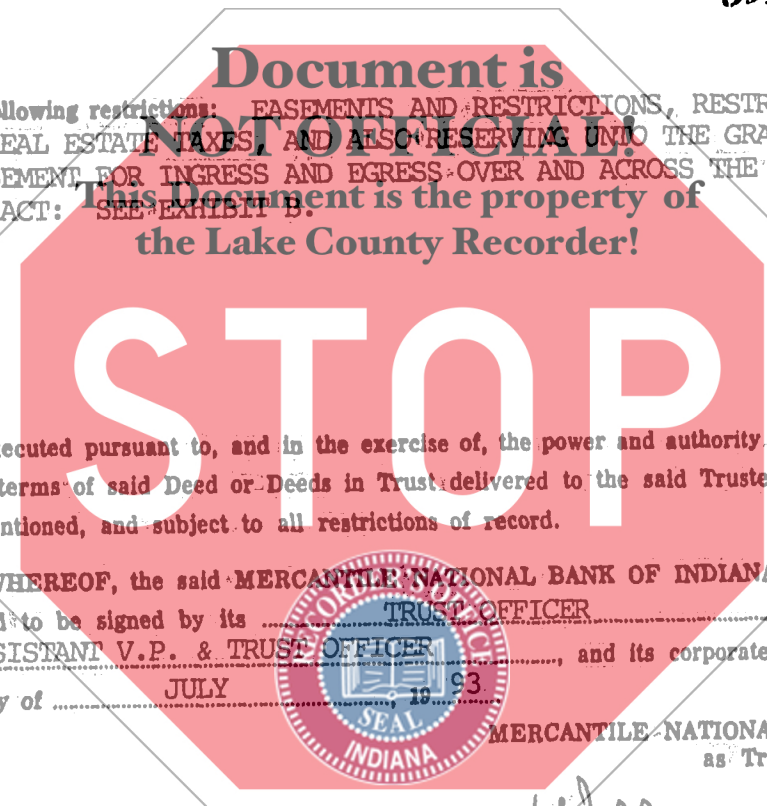 Document is
llowing restrictions: EASEMENTS AND RESTRICTIONS, RESTR
NOT OFFICIAL!
EAL ESTATE TAXES, AND ALSO RESERVING UNTO THE GRA
EMENT FOR INGRESS AND EGRESS OVER AND ACROSS THE
This Document is the property of
ACT: SEE EXHIBIT B.
the Lake County Recorder!
STOP
ecuted pursuant to, and in the exercise of, the power and authority
terms of said Deed or Deeds in Trust delivered to the said Truste
ntioned, and subject to all restrictions of record.
WHEREOF, the said MERCANTILE NATIONAL BANK OF INDIANA
d to be signed by its TRUST OFFICER
SISTANT V.P. & TRUST OFFICER, and its corporate
y of JULY, 19 93
RECORDER'S OFFICE
SEAL
INDIANA
MERCANTILE NATIONA
as Tr